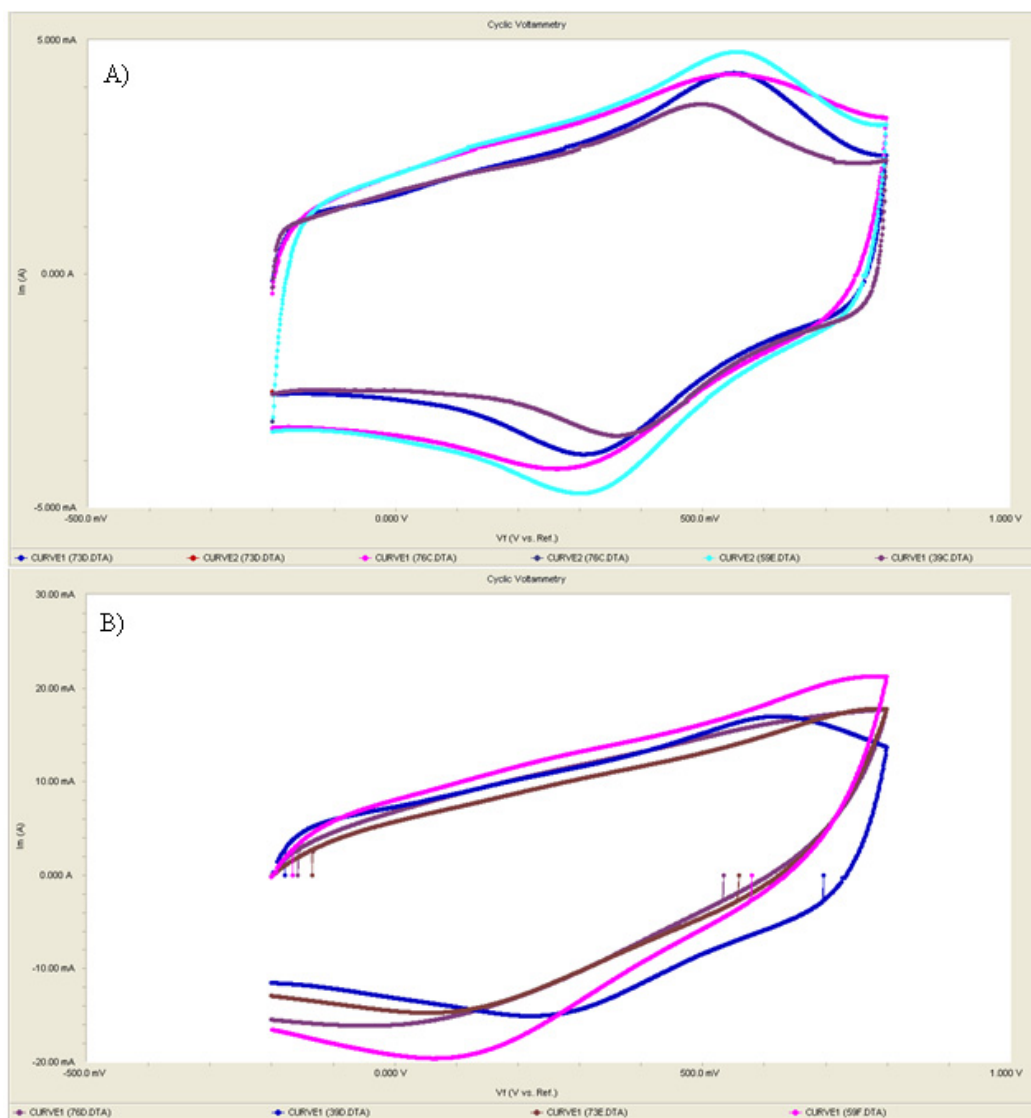 Cyclic Voltammetry
5.000 mA
A)
Im (A)
0.000 A
-5.000 mA
-500.0 mV 0.000 V 500.0 mV 1.000 V
Vf (V vs. Ref.)
CURVE1 (73D.DTA) CURVE2 (73D.DTA) CURVE1 (76C.DTA) CURVE2 (76C.DTA) CURVE2 (59E.DTA) CURVE1 (39C.DTA)
Cyclic Voltammetry
30.00 mA
B)
20.00 mA
10.00 mA
Im (A)
0.000 A
-10.00 mA
-20.00 mA
-500.0 mV 0.000 V 500.0 mV 1.000 V
Vf (V vs. Ref.)
CURVE1 (76D.DTA) CURVE1 (39D.DTA) CURVE1 (73E.DTA) CURVE1 (59F.DTA)